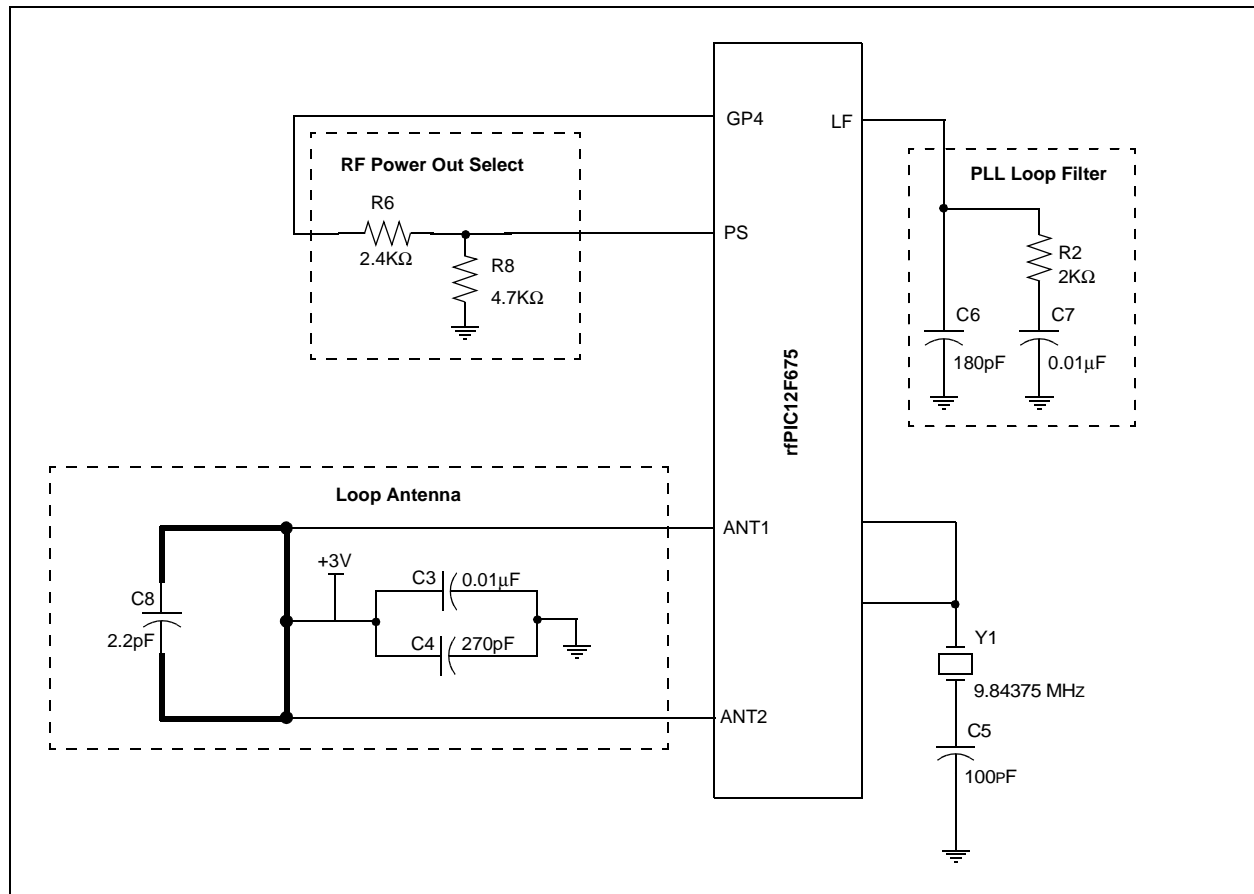 GP4
LF
RF Power Out Select
PLL Loop Filter
R6
2.4KΩ
PS
R8
4.7KΩ
R2
2KΩ
C6
180pF
C7
0.01µF
rfPIC12F675
Loop Antenna
ANT1
+3V
C3
0.01µF
C8
2.2pF
C4
270pF
ANT2
Y1
9.84375 MHz
C5
100PF